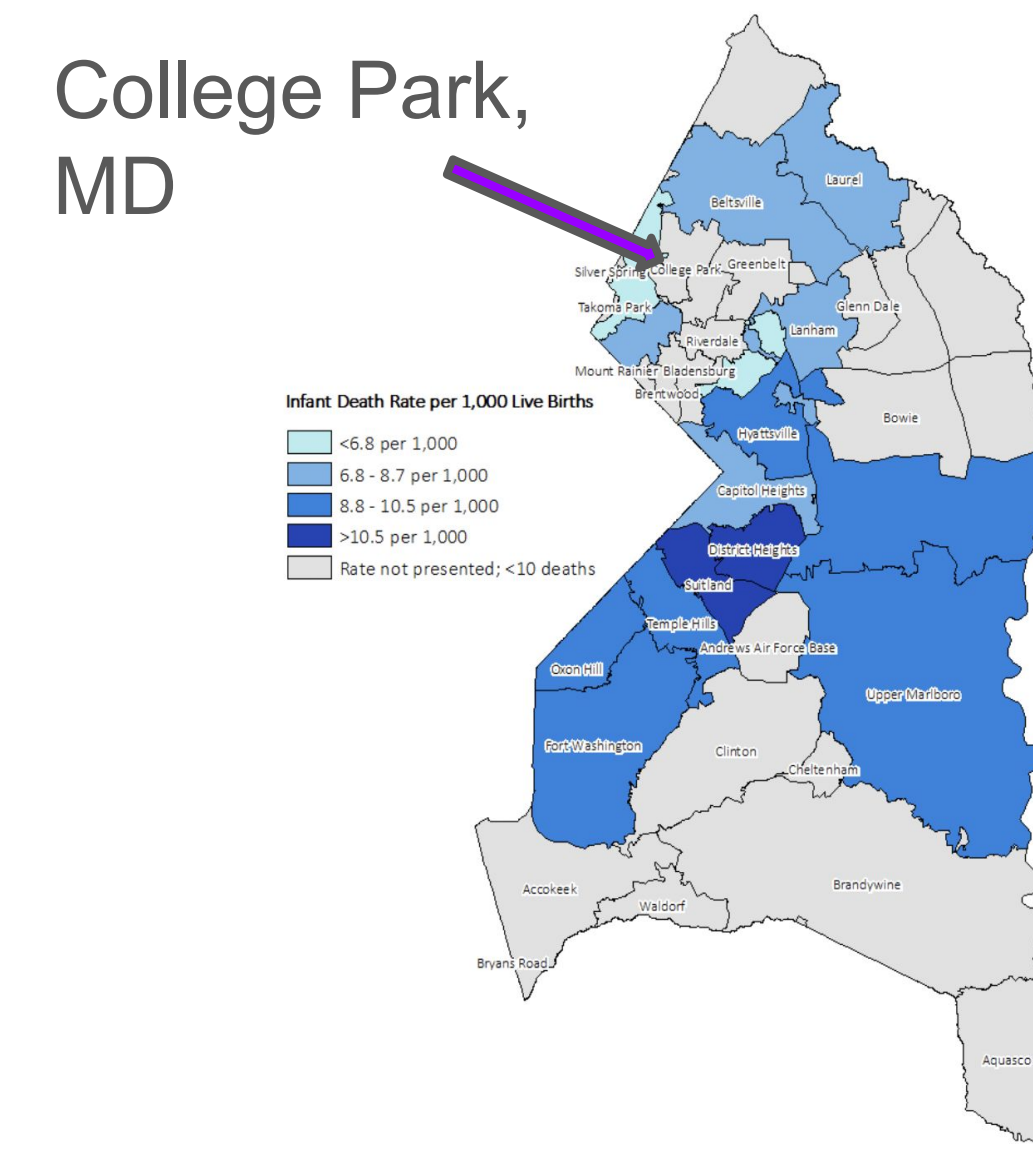 College Park,
MD
Laurel
Beltsville
Silver Spring
College Park
Greenbelt
Takoma Park
Glenn Dale
Lanham
Riverdale
Mount Rainier
Bladensburg
Brentwood
Infant Death Rate per 1,000 Live Births
<6.8 per 1,000
6.8 - 8.7 per 1,000
8.8 - 10.5 per 1,000
>10.5 per 1,000
Rate not presented; <10 deaths
Bowie
Hyattsville
Capitol Heights
District Heights
Suitland
Temple Hills
Andrews Air Force Base
Oxon Hill
Upper Marlboro
Fort Washington
Clinton
Cheltenham
Accokeek
Brandywine
Waldorf
Bryans Road
Aquasco